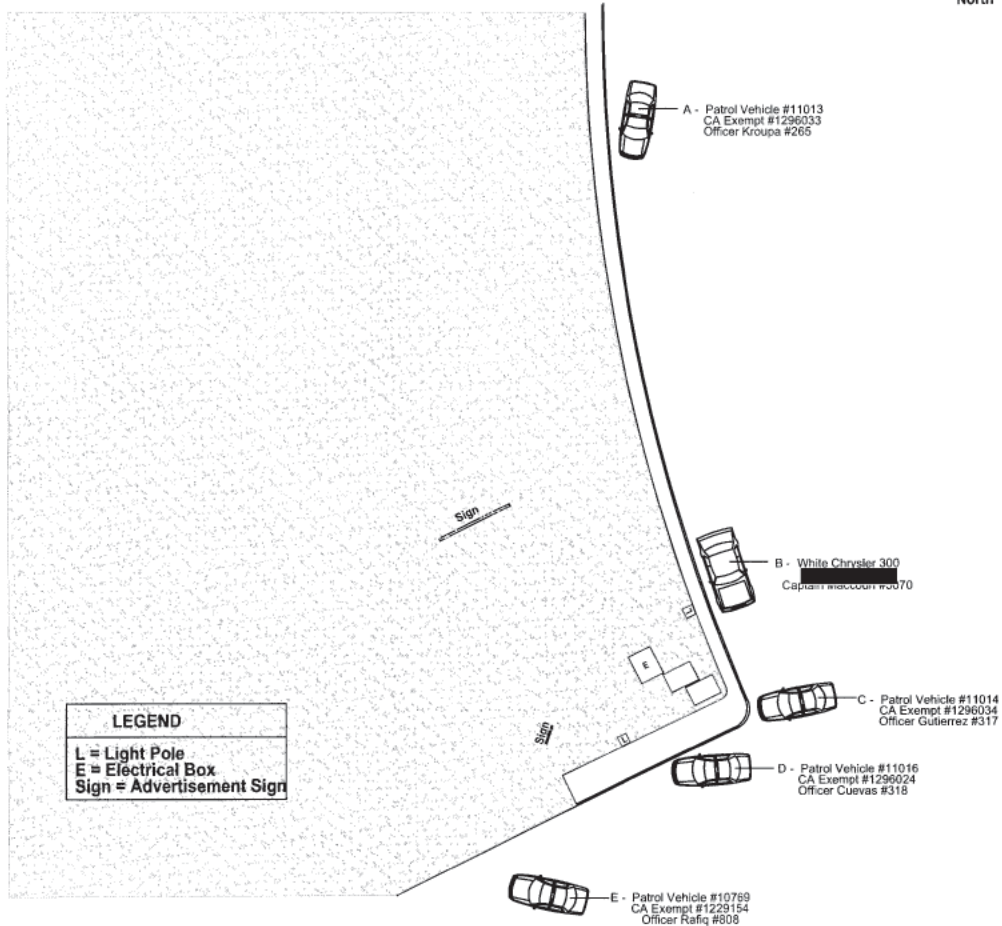 North
A - Patrol Vehicle #11013
CA Exempt #1296033
Officer Kroupa #265
Sign
B - White Chrysler 300
Captain Maccoun #3070
L
E
C - Patrol Vehicle #11014
CA Exempt #1296034
Officer Gutierrez #317
LEGEND
L = Light Pole
E = Electrical Box
Sign = Advertisement Sign
Sign
L
D - Patrol Vehicle #11016
CA Exempt #1296024
Officer Cuevas #318
E - Patrol Vehicle #10769
CA Exempt #1229154
Officer Rafiq #808